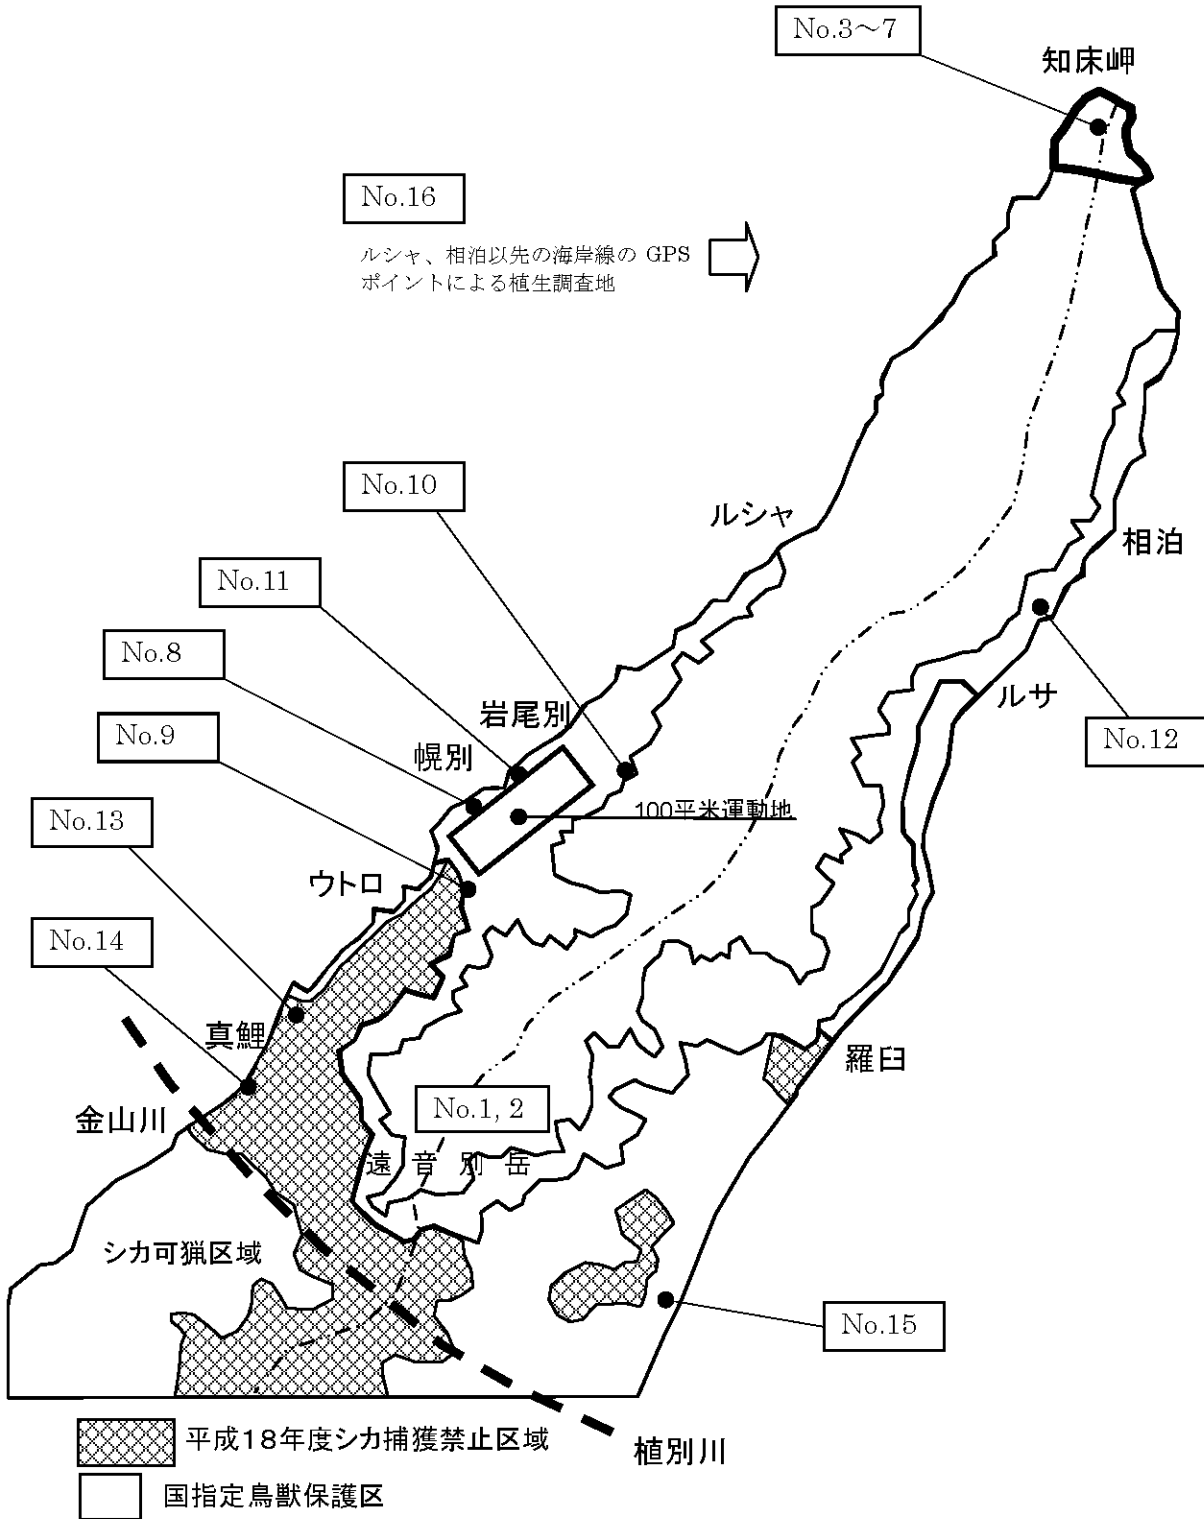 No.3～7
知床岬
No.16
ルシャ、相泊以先の海岸線の GPS
ポイントによる植生調査地
No.10
ルシャ
相泊
No.11
No.8
岩尾別
ルサ
No.9
幌別
No.12
No.13
100平米運動地
ウトロ
No.14
真鯉
羅臼
金山川
No.1, 2
遠音別岳
シカ可猟区域
No.15
平成18年度シカ捕獲禁止区域
植別川
国指定鳥獣保護区